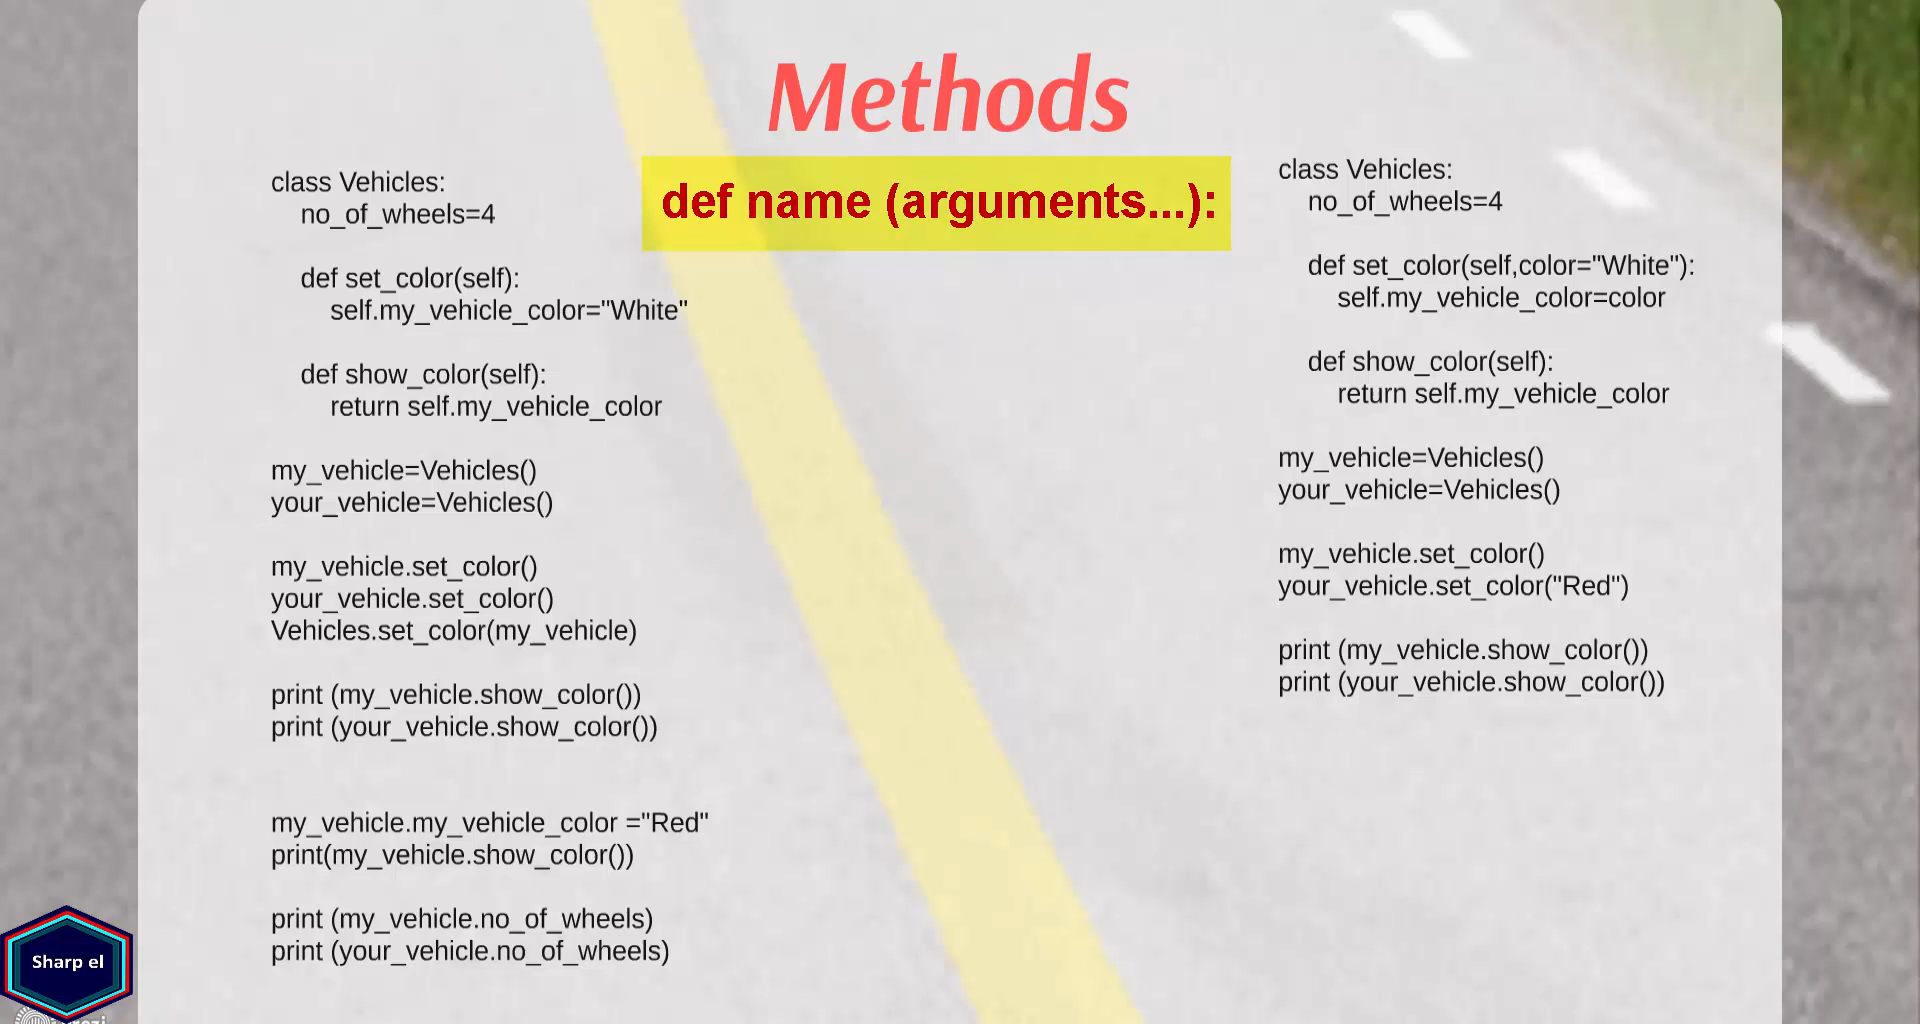 Methods
def name (arguments...):
class Vehicles:
no_of_wheels=4
def set_color(self):
self.my_vehicle_color="White"
def show_color(self):
return self.my_vehicle_color
my_vehicle=Vehicles()
your_vehicle=Vehicles()
my_vehicle.set_color()
your_vehicle.set_color()
Vehicles.set_color(my_vehicle)
print (my_vehicle.show_color())
print (your_vehicle.show_color())
my_vehicle.my_vehicle_color ="Red"
print(my_vehicle.show_color())
print (my_vehicle.no_of_wheels)
print (your_vehicle.no_of_wheels)
class Vehicles:
no_of_wheels=4
def set_color(self,color="White"):
self.my_vehicle_color=color
def show_color(self):
return self.my_vehicle_color
my_vehicle=Vehicles()
your_vehicle=Vehicles()
my_vehicle.set_color()
your_vehicle.set_color("Red")
print (my_vehicle.show_color())
print (your_vehicle.show_color())
Sharp el